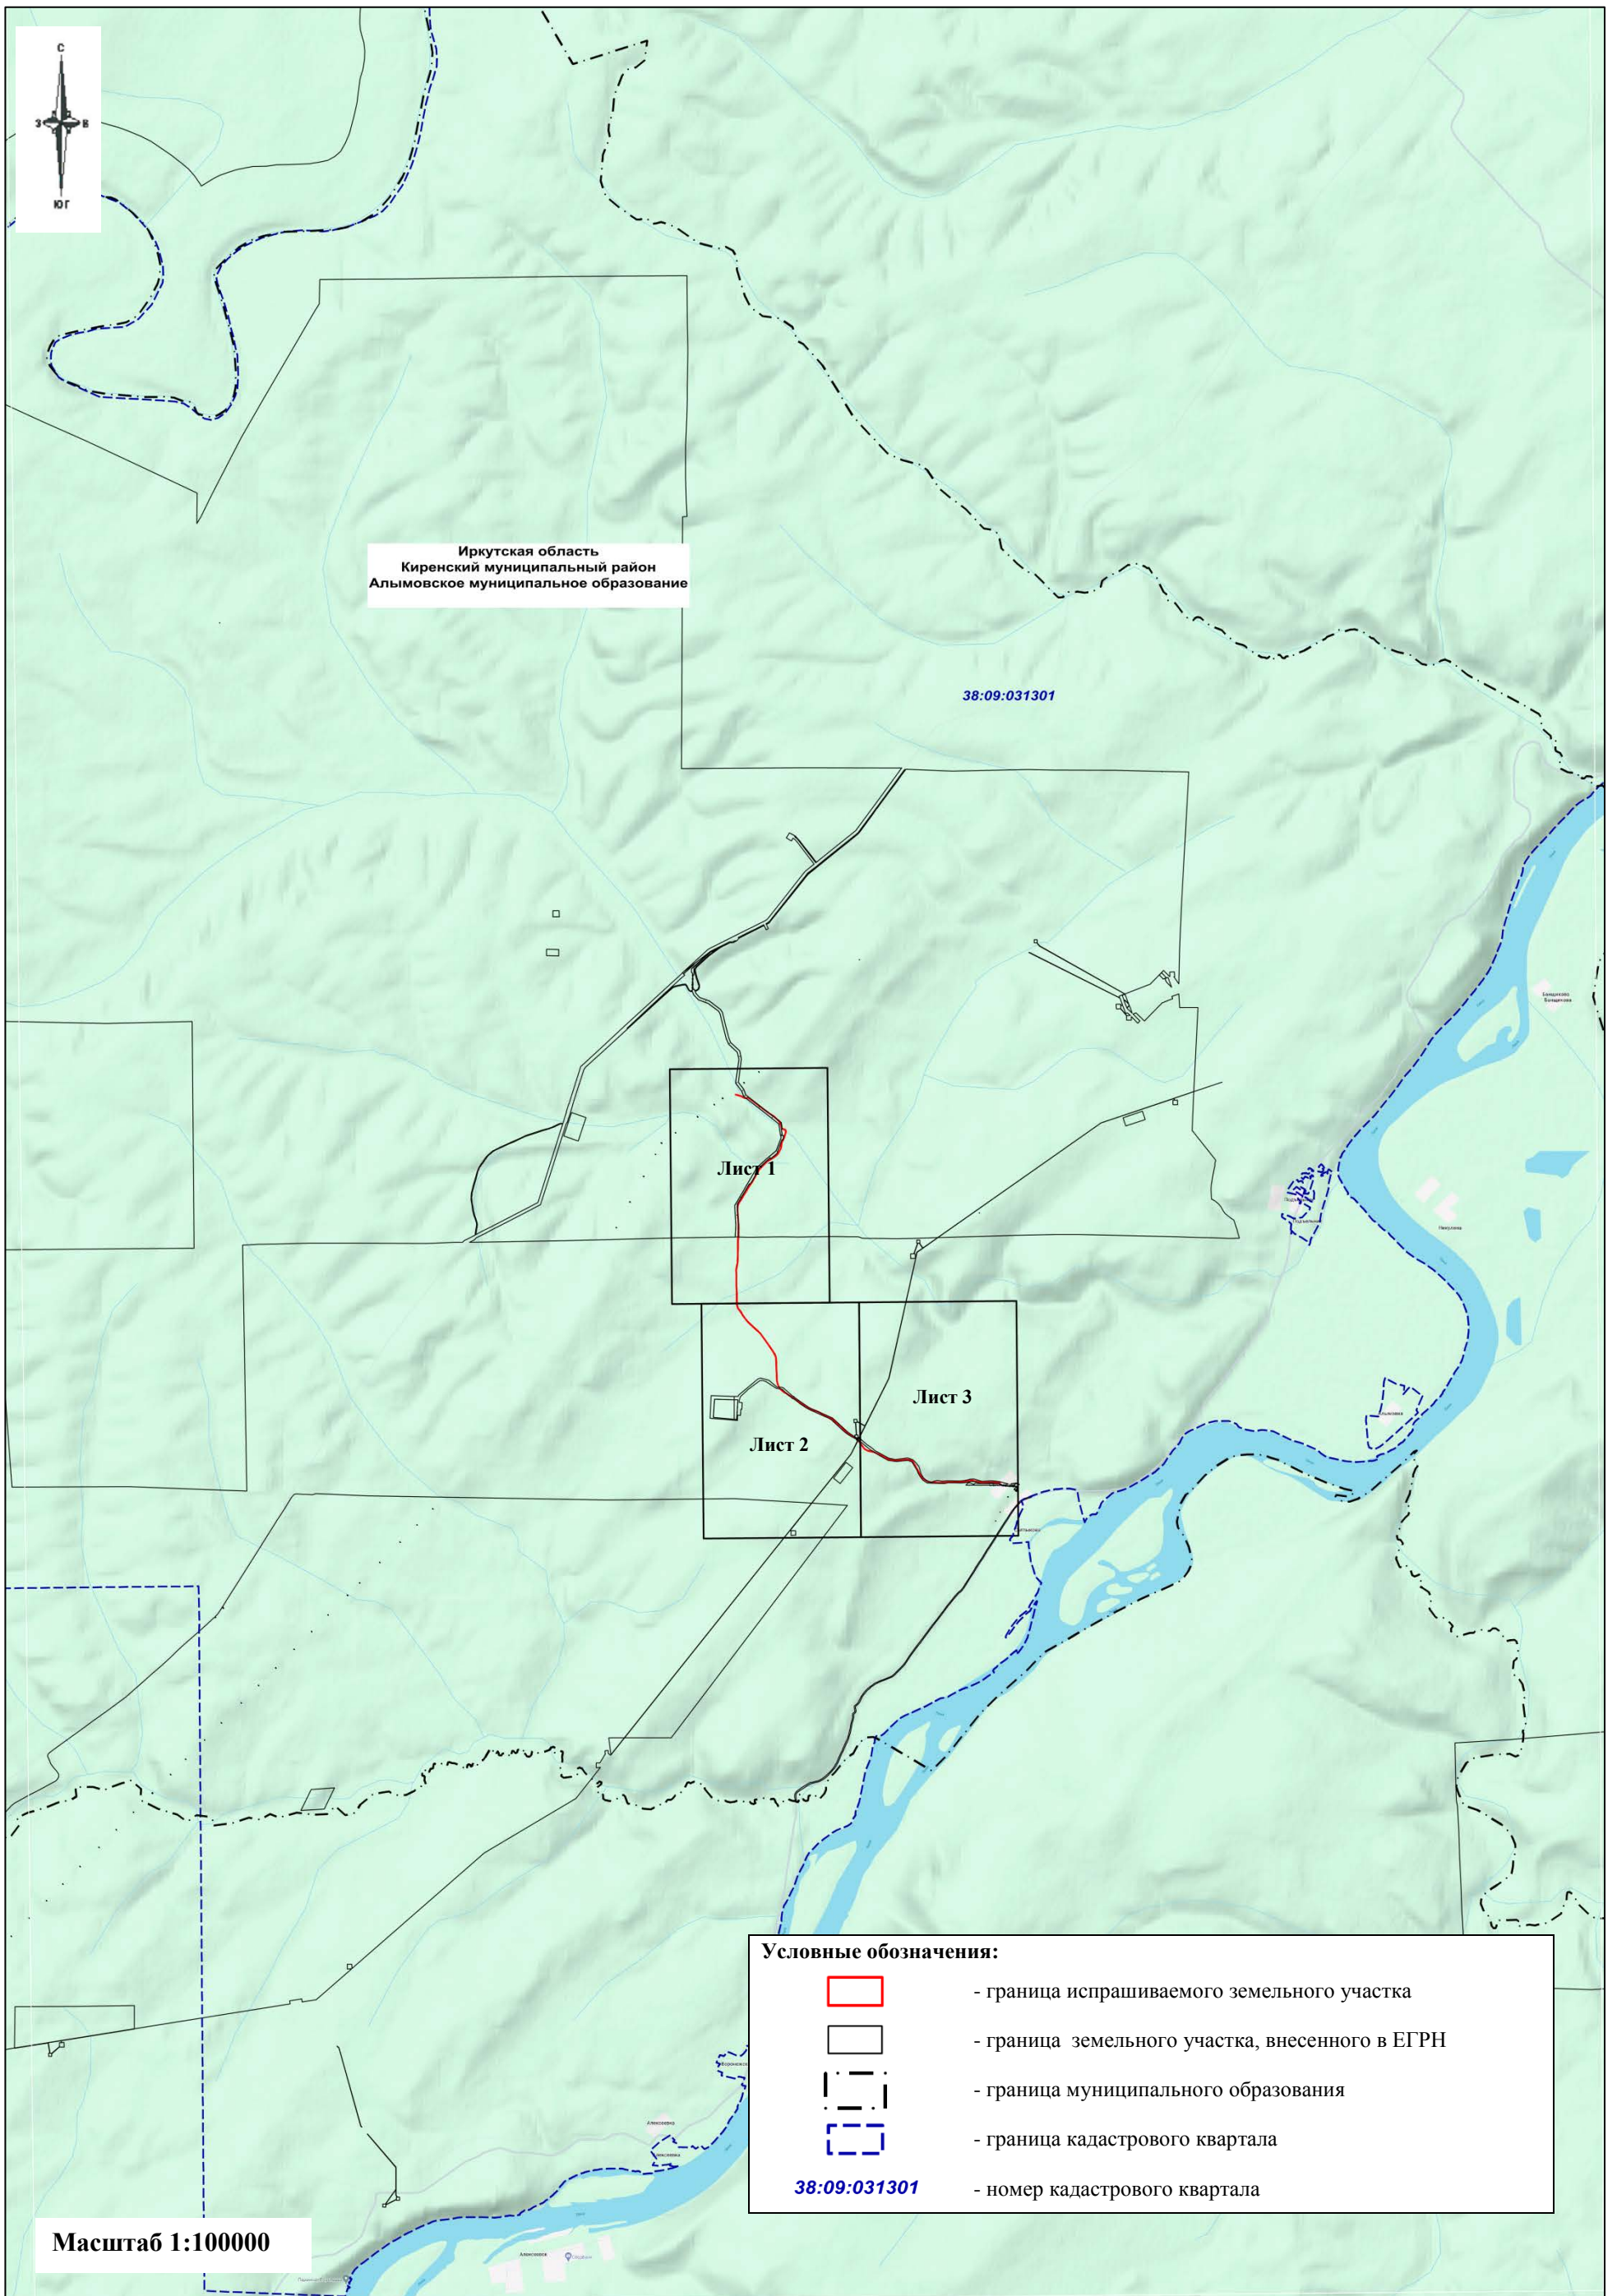 С
З
В
ЮГ
Иркутская область
Киренский муниципальный район
Алымовское муниципальное образование
38:09:031301
Лист 1
Лист 3
Лист 2
Никулина
Алексеевка
Условные обозначения:
- граница испрашиваемого земельного участка
- граница земельного участка, внесенного в ЕГРН
- граница муниципального образования
- граница кадастрового квартала
38:09:031301 - номер кадастрового квартала
Масштаб 1:100000